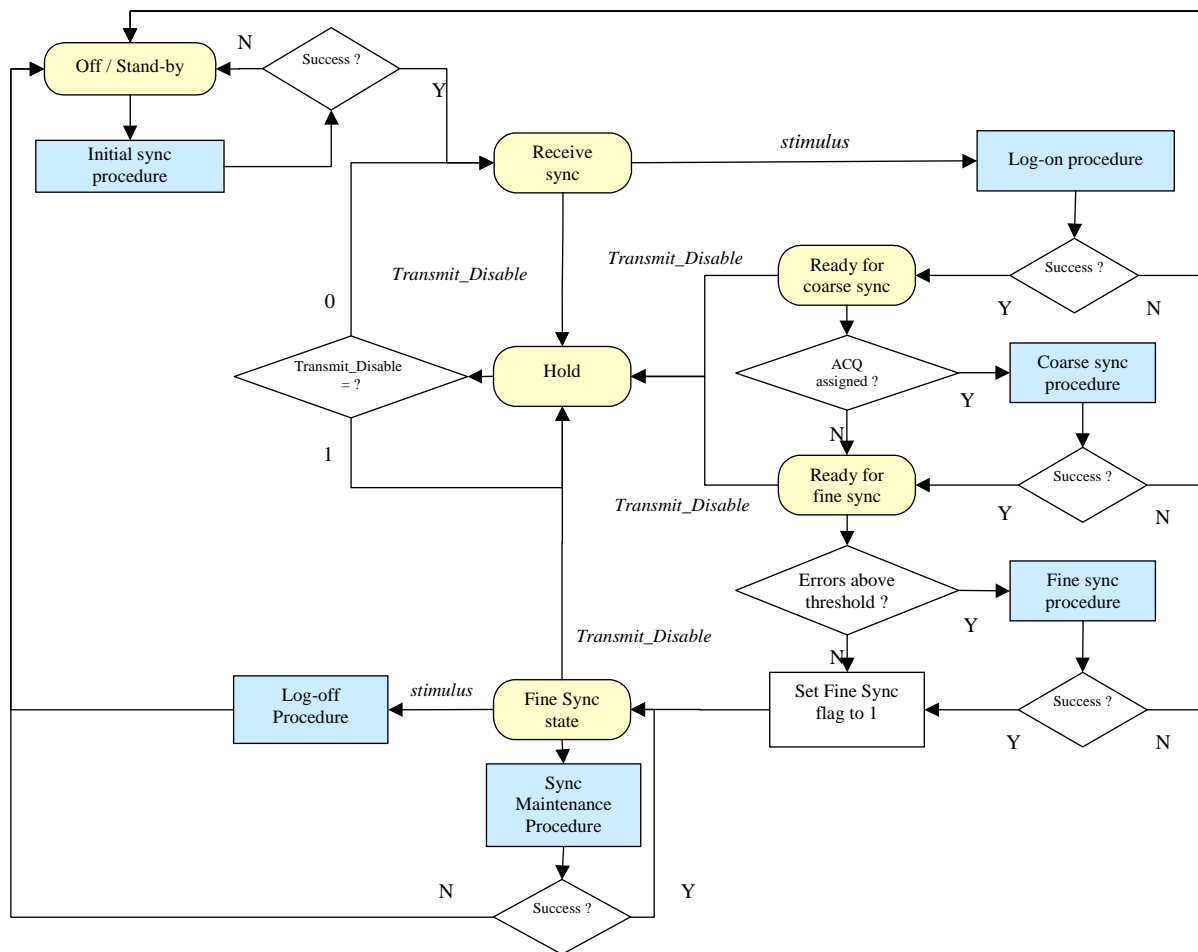 N
Success ?
Off / Stand-by
Y
Initial sync
procedure
Receive
sync
stimulus
Log-on procedure
Transmit_Disable
Transmit_Disable
Ready for
coarse sync
Success ?
Y
N
0
Transmit_Disable
= ?
Hold
ACQ
assigned ?
Y
Coarse sync
procedure
1
N
Ready for
fine sync
Success ?
Y
N
Transmit_Disable
Errors above
threshold ?
Y
Fine sync
procedure
Transmit_Disable
N
Log-off
Procedure
stimulus
Fine Sync
state
Set Fine Sync
flag to 1
Success ?
Y
N
Sync
Maintenance
Procedure
N
Success ?
Y